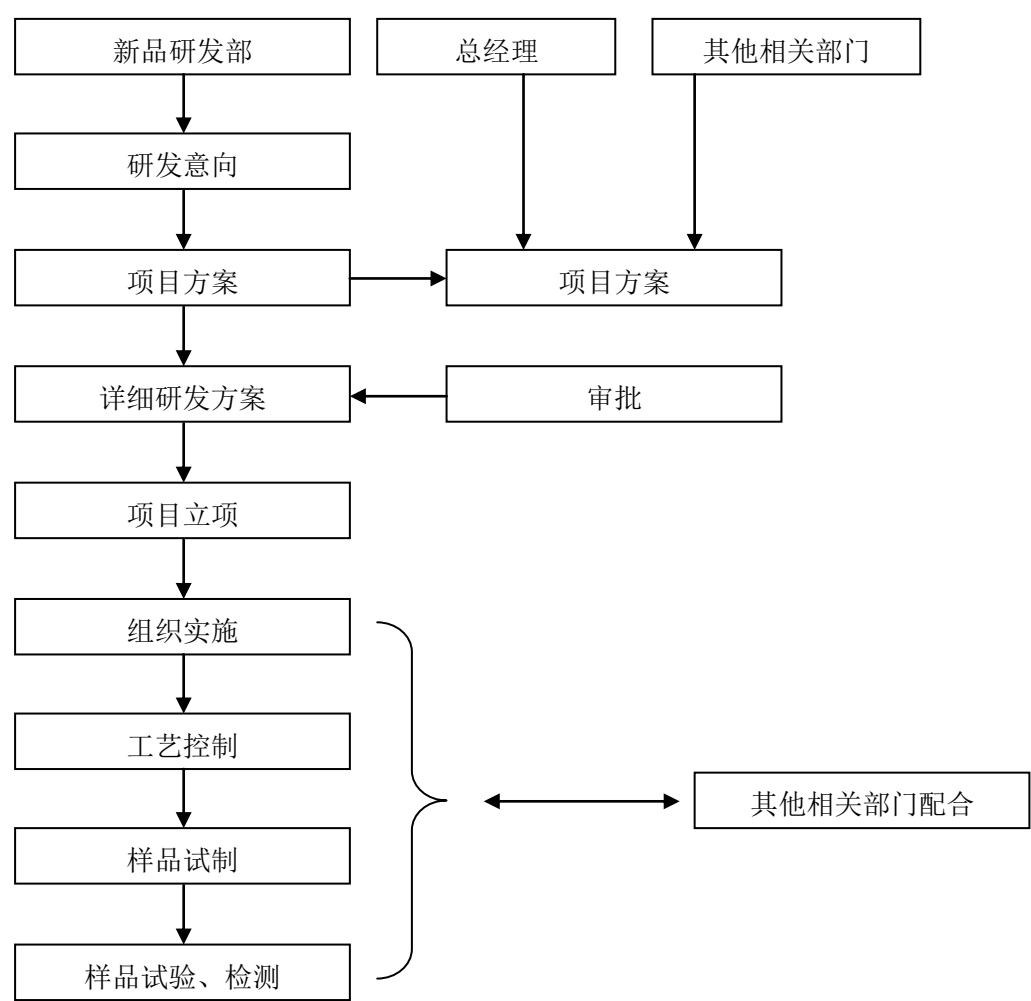 新品研发部
总经理
其他相关部门
研发意向
项目方案
项目方案
详细研发方案
审批
项目立项
组织实施
工艺控制
其他相关部门配合
样品试制
样品试验、检测